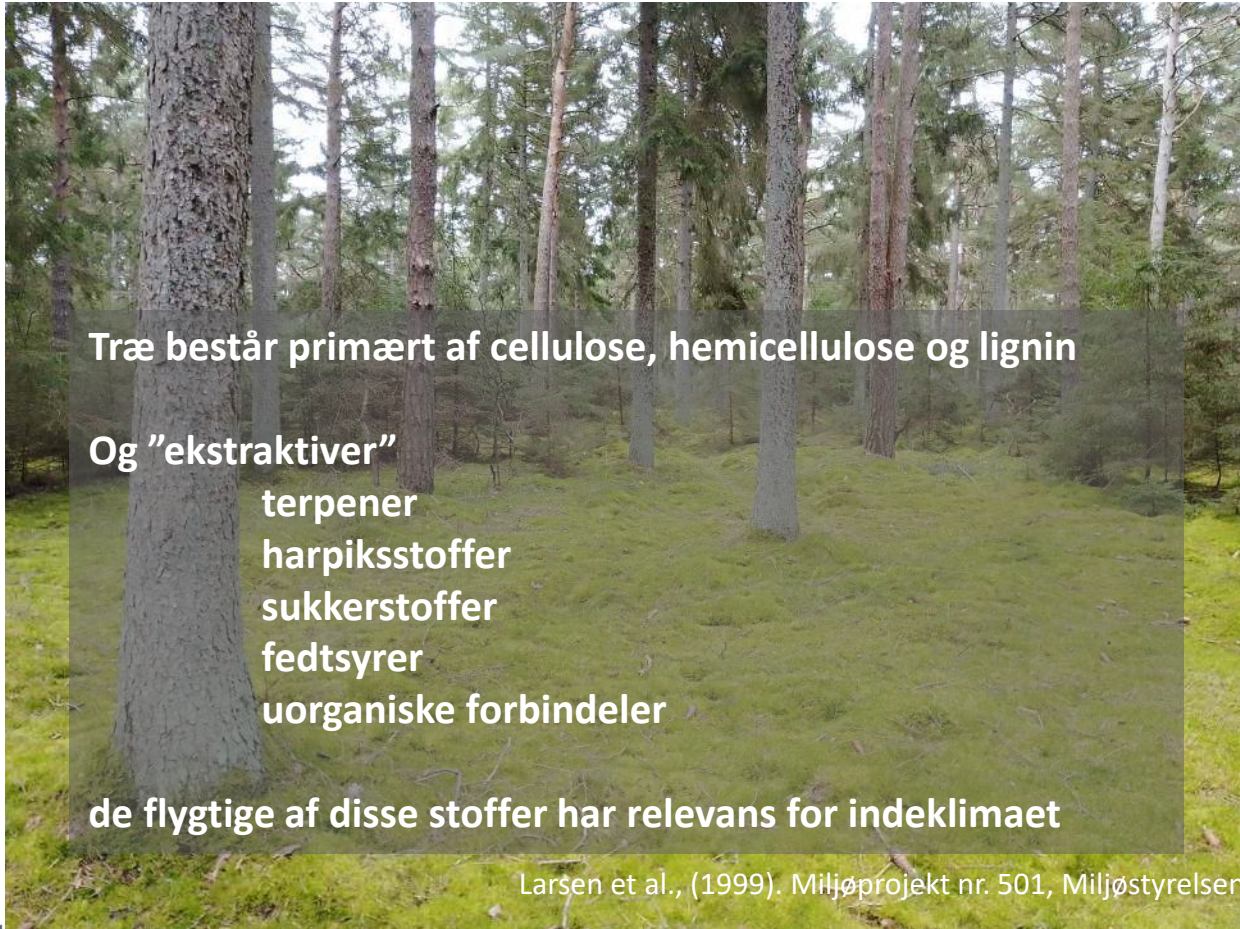 Træ består primært af cellulose, hemicellulose og lignin
Og ”ekstraktiver”
terpener
harpiksstoffer
sukkerstoffer
fedtsyrer
uorganiske forbindeler
de flygtige af disse stoffer har relevans for indeklimaet
Larsen et al., (1999). Miljøprojekt nr. 501, Miljøstyrelsen